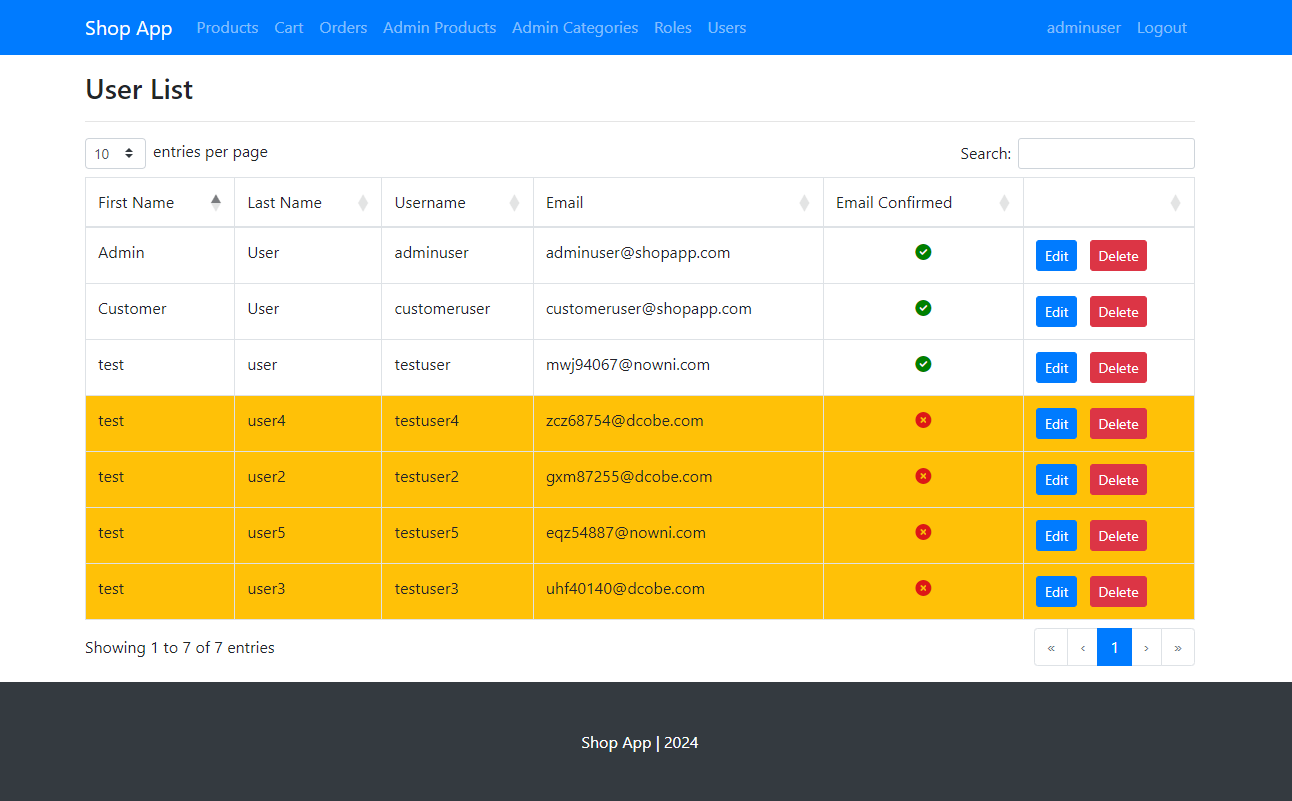 Shop App Products Cart Orders Admin Products Admin Categories Roles Users adminuser Logout
User List
10 entries per page Search:
First Name Last Name Username Email Email Confirmed
Admin User adminuser adminuser@shopapp.com Edit Delete
Customer User customeruser customeruser@shopapp.com Edit Delete
test user testuser mwj94067@nowni.com Edit Delete
test user4 testuser4 zcz68754@dcobe.com Edit Delete
test user2 testuser2 gxm87255@dcobe.com Edit Delete
test user5 testuser5 eqz54887@nowni.com Edit Delete
test user3 testuser3 uhf40140@dcobe.com Edit Delete
Showing 1 to 7 of 7 entries « ‹ 1 › »
Shop App | 2024